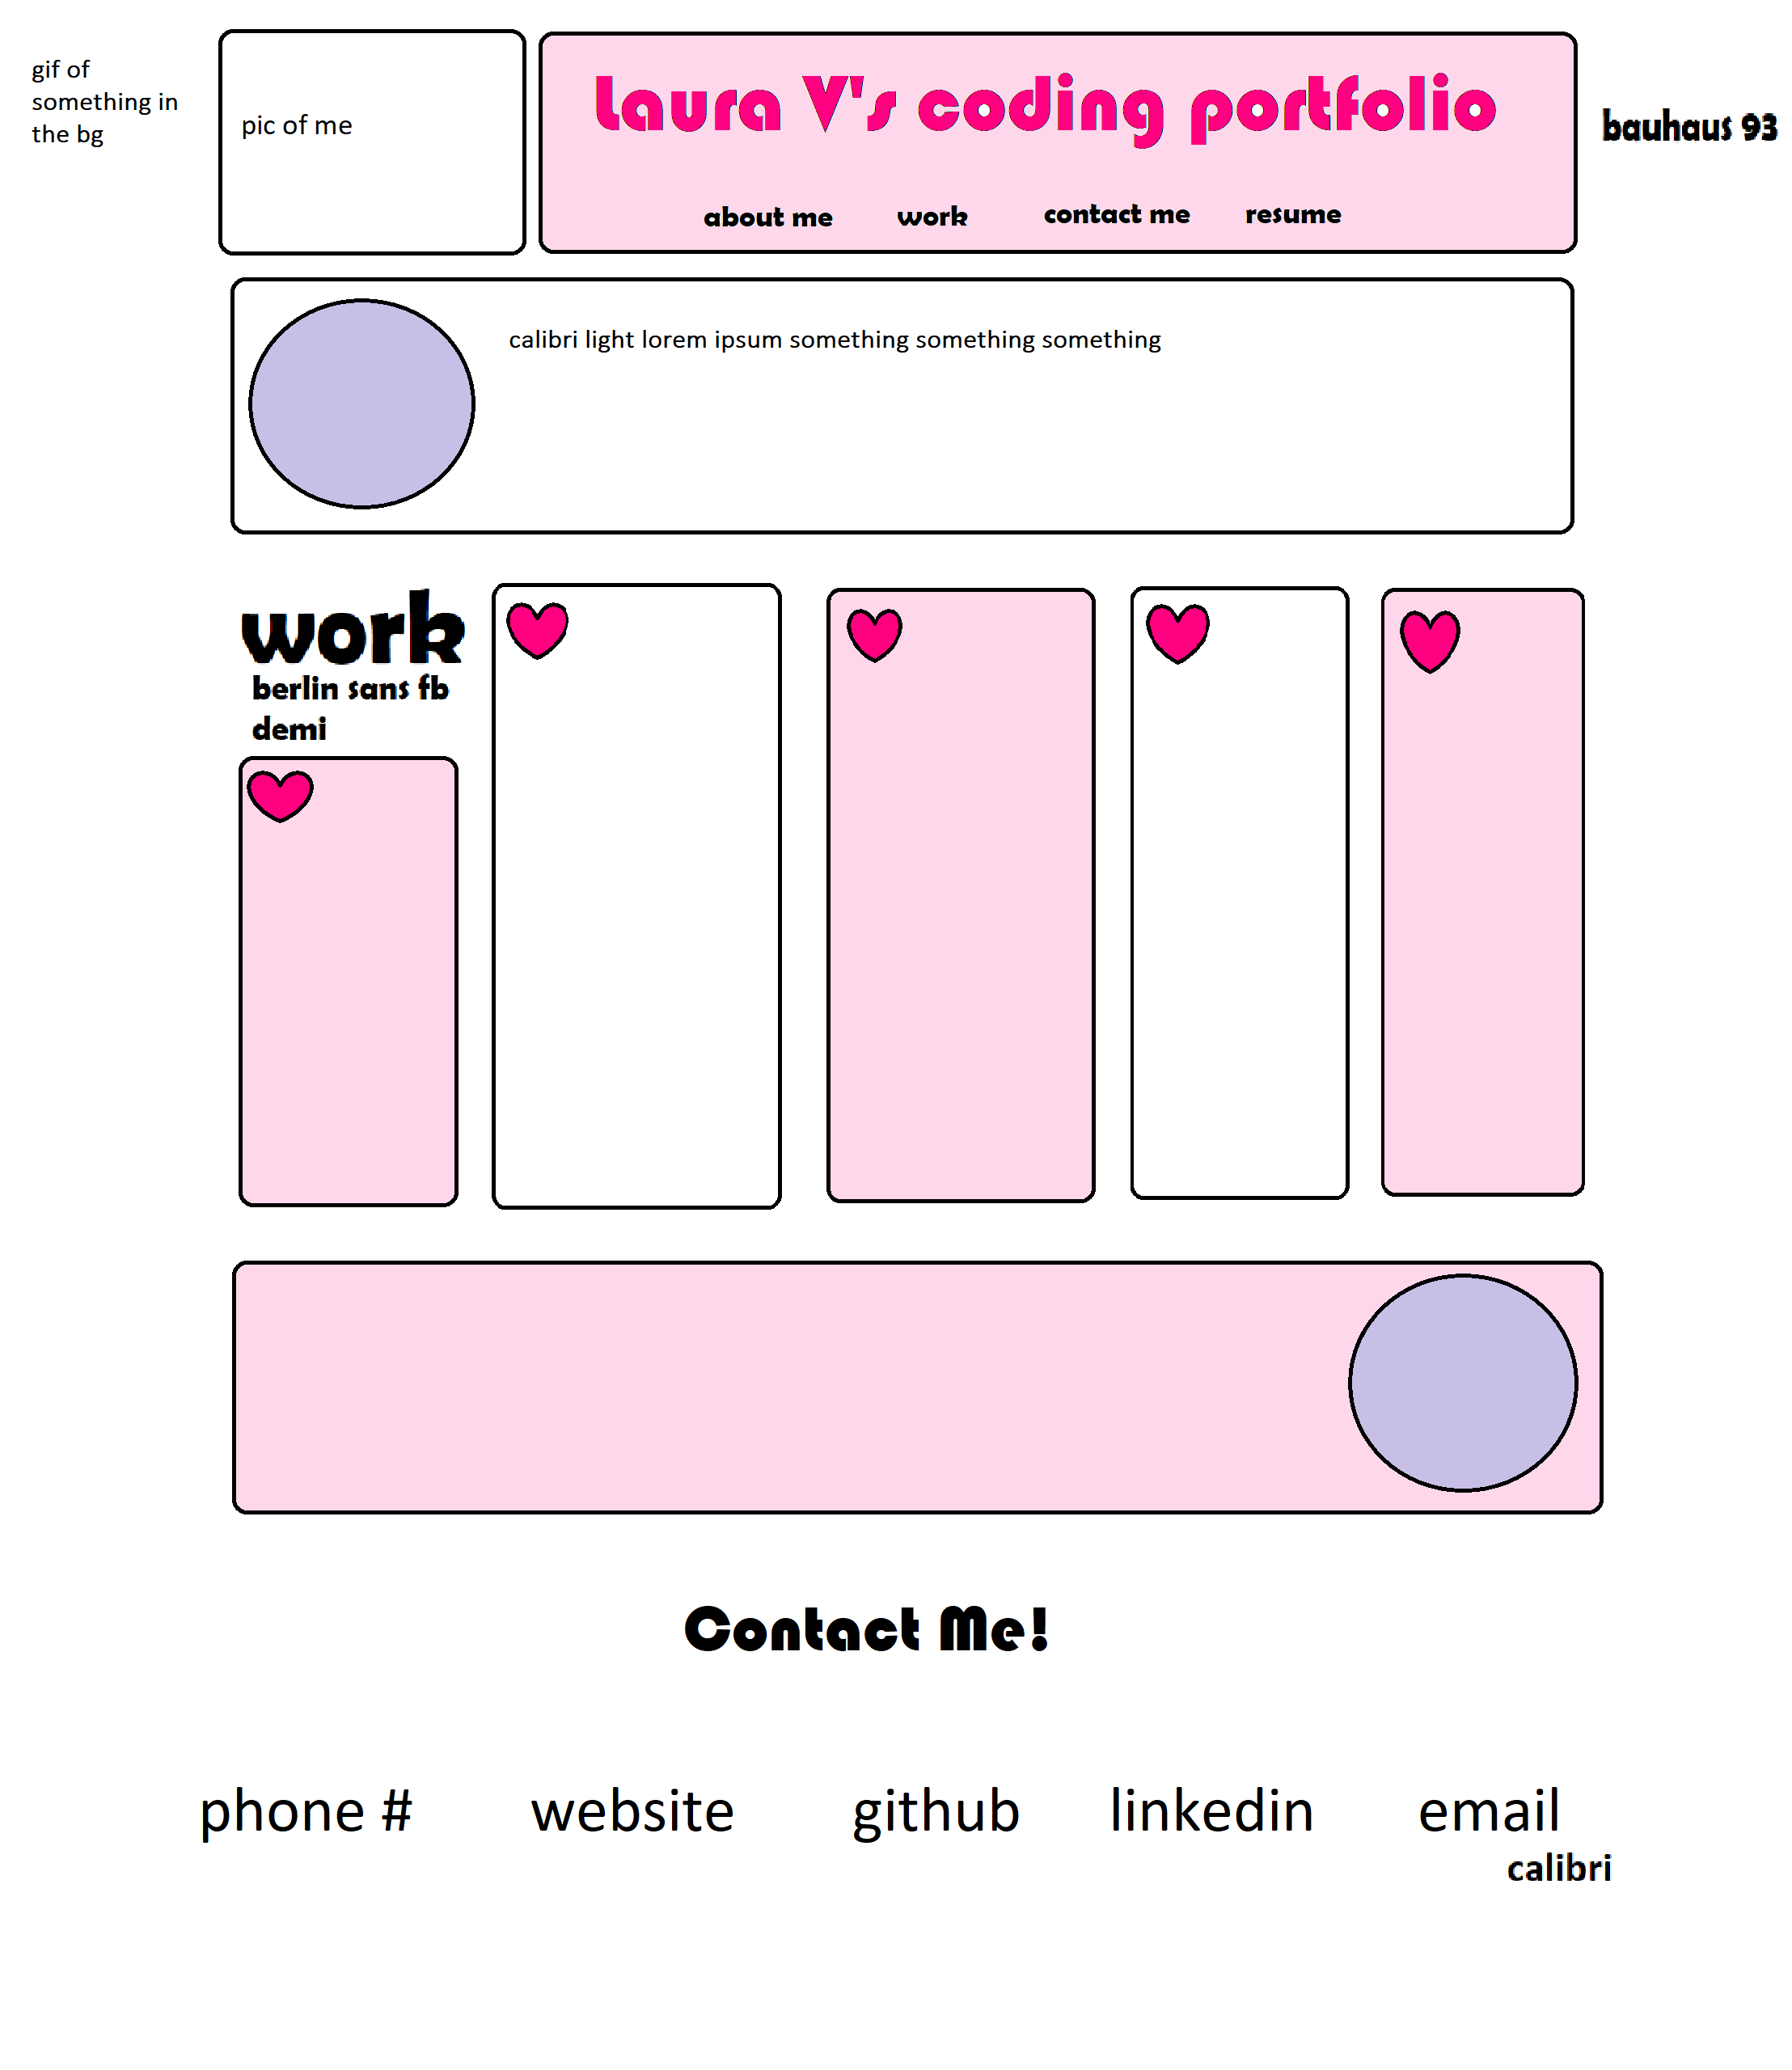 gif of
something in
the bg
pic of me
Laura V's coding portfolio
bauhaus 93
about me work contact me resume
calibri light lorem ipsum something something something
work
berlin sans fb
demi
Contact Me!
phone # website github linkedin email
calibri